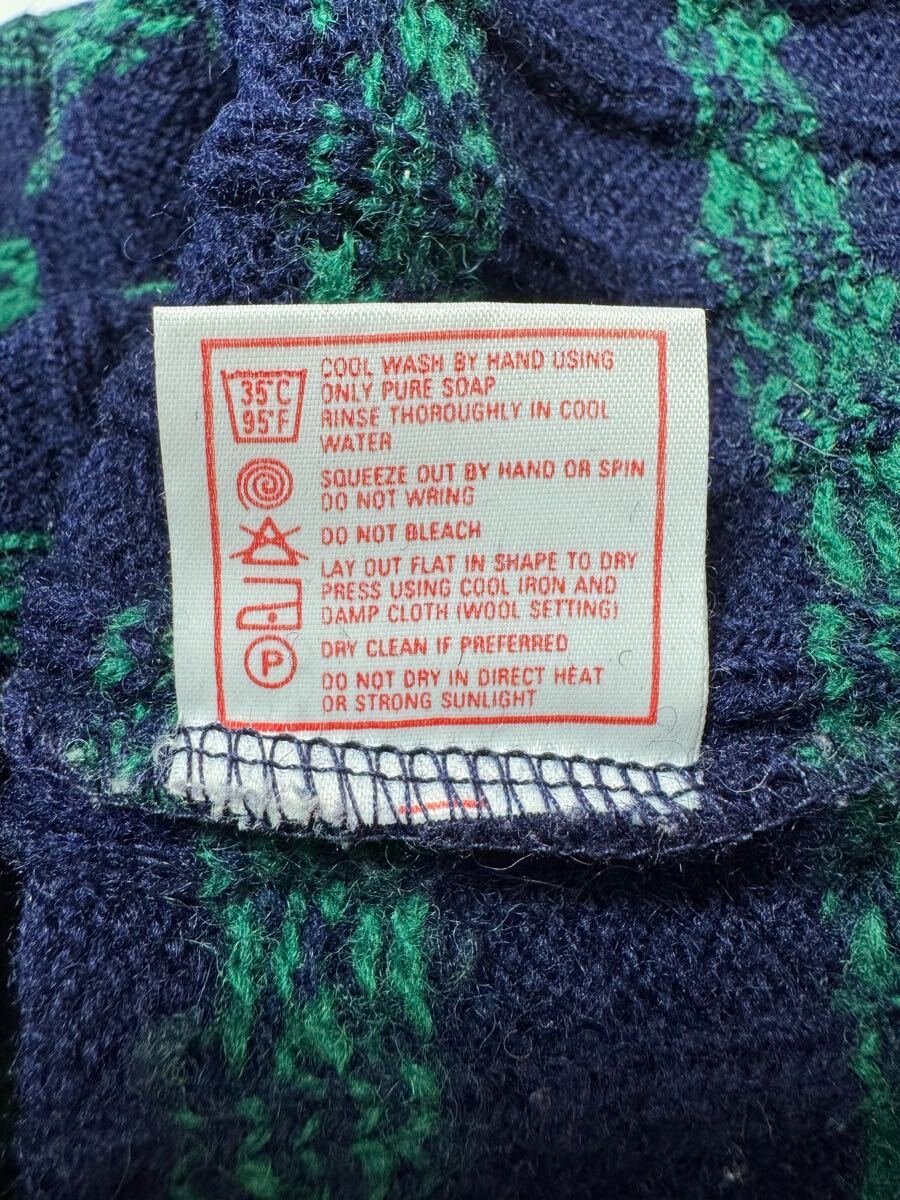 35°C
95°F
COOL WASH BY HAND USING
ONLY PURE SOAP
RINSE THOROUGHLY IN COOL
WATER
SQUEEZE OUT BY HAND OR SPIN
DO NOT WRING
DO NOT BLEACH
LAY OUT FLAT IN SHAPE TO DRY
PRESS USING COOL IRON AND
DAMP CLOTH (WOOL SETTING)
P
DRY CLEAN IF PREFERRED
DO NOT DRY IN DIRECT HEAT
OR STRONG SUNLIGHT